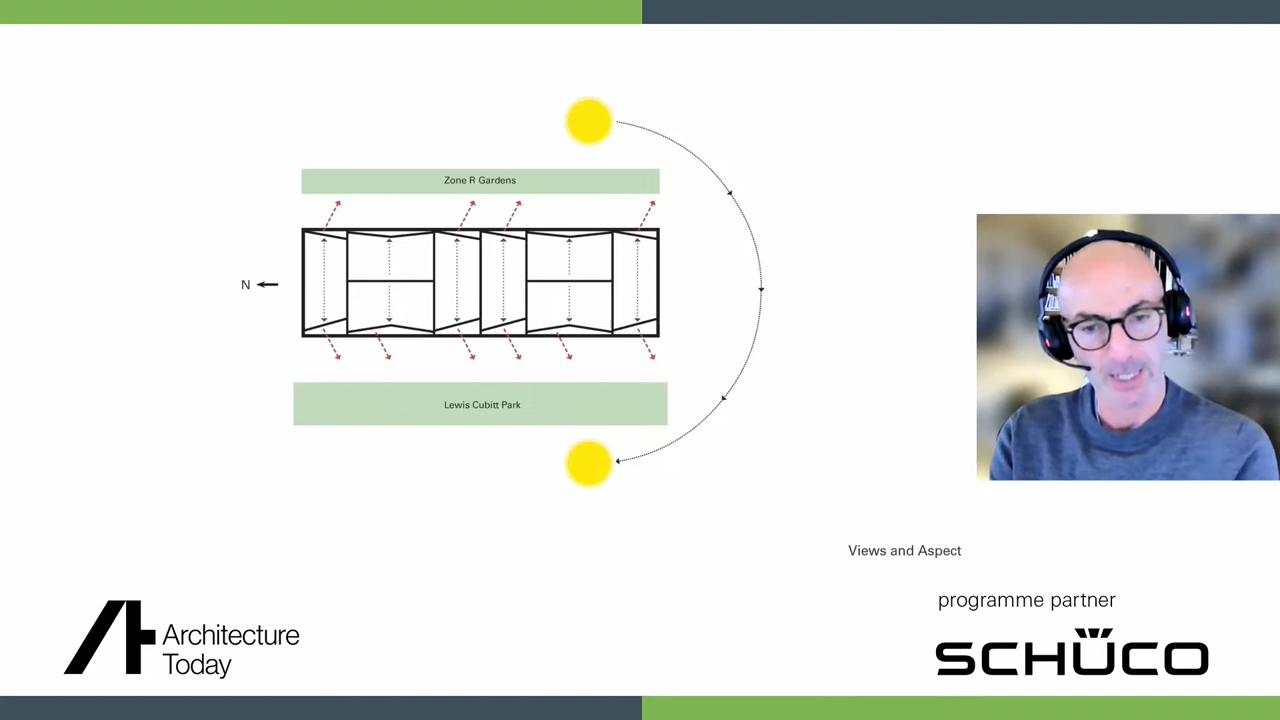 Zone R Gardens
N
Lewis Cubitt Park
Views and Aspect
programme partner
SCHÜCO
Architecture
Today